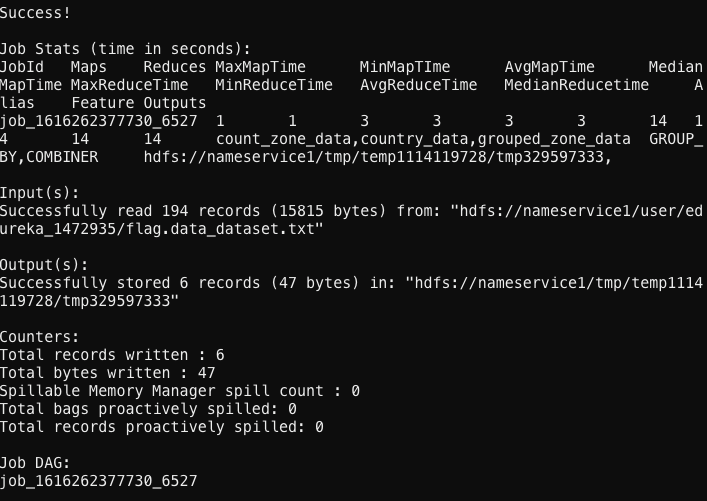 Success!
Job Stats (time in seconds):
JobId   Maps    Reduces MaxMapTime      MinMapTIme      AvgMapTime      Median
MapTime MaxReduceTime   MinReduceTime   AvgReduceTime   MedianReducetime     A
lias    Feature Outputs
job_1616262377730_6527  1       1       3       3       3       3       14   1
4       14      14      count_zone_data,country_data,grouped_zone_data  GROUP_
BY,COMBINER     hdfs://nameservice1/tmp/temp1114119728/tmp329597333,
Input(s):
Successfully read 194 records (15815 bytes) from: "hdfs://nameservice1/user/ed
ureka_1472935/flag.data_dataset.txt"
Output(s):
Successfully stored 6 records (47 bytes) in: "hdfs://nameservice1/tmp/temp1114
119728/tmp329597333"
Counters:
Total records written : 6
Total bytes written : 47
Spillable Memory Manager spill count : 0
Total bags proactively spilled: 0
Total records proactively spilled: 0
Job DAG:
job_1616262377730_6527